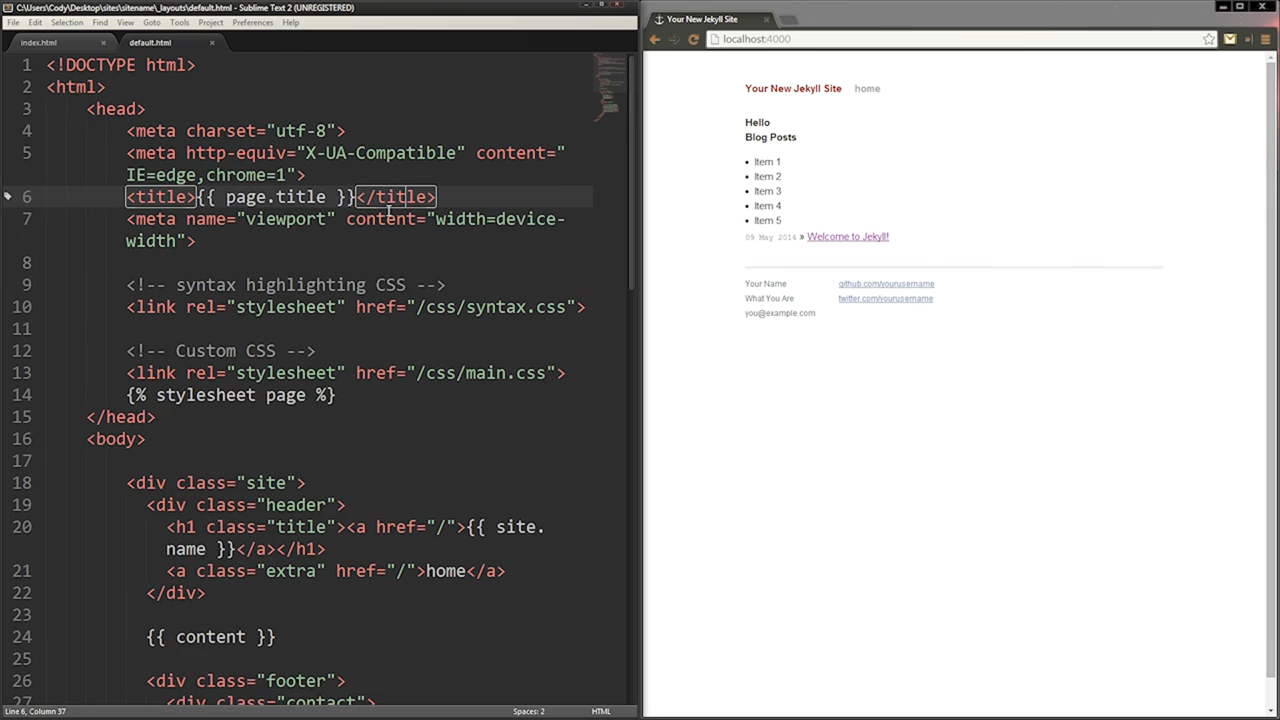 C:\Users\Cody\Desktop\sites\sitename\_layouts\default.html - Sublime Text 2 (UNREGISTERED)
File Edit Selection Find View Goto Tools Project Preferences Help
index.html × default.html ×
1 <!DOCTYPE html>
2 <html>
3 <head>
4 <meta charset="utf-8">
5 <meta http-equiv="X-UA-Compatible" content="
IE=edge,chrome=1">
6 <title>{{ page.title }}</title>
7 <meta name="viewport" content="width=device-
width">
8
9 <!-- syntax highlighting CSS -->
10 <link rel="stylesheet" href="/css/syntax.css">
11
12 <!-- Custom CSS -->
13 <link rel="stylesheet" href="/css/main.css">
14 {% stylesheet page %}
15 </head>
16 <body>
17
18 <div class="site">
19 <div class="header">
20 <h1 class="title"><a href="/">{{ site.
name }}</a></h1>
21 <a class="extra" href="/">home</a>
22 </div>
23
24 {{ content }}
25
26 <div class="footer">
27 <div class="contact">
Line 6, Column 37 Spaces: 2 HTML
Your New Jekyll Site ×
localhost:4000
Your New Jekyll Site home
Hello
Blog Posts
• Item 1
• Item 2
• Item 3
• Item 4
• Item 5
09 May 2014 » Welcome to Jekyll!
Your Name github.com/yourusername
What You Are twitter.com/yourusername
you@example.com